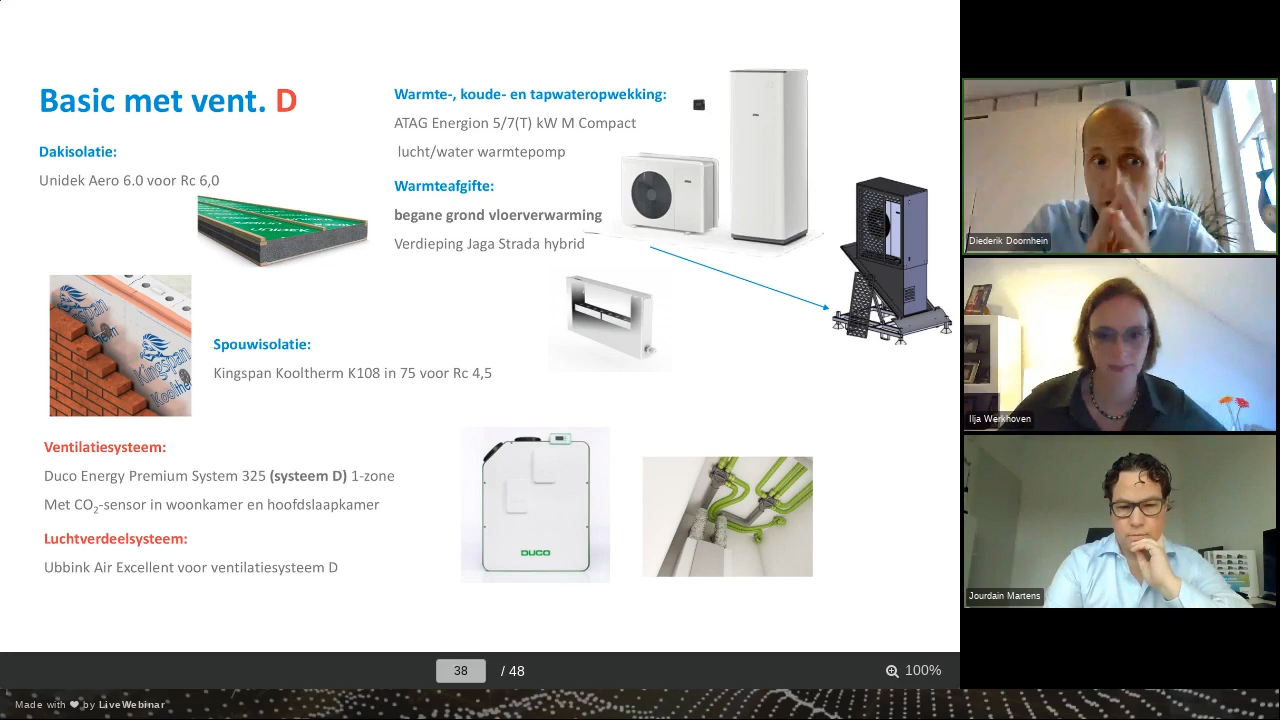 Basic met vent. D
Dakisolatie:
Unidek Aero 6.0 voor Rc 6,0
UNIDEK
Warmte-, koude- en tapwateropwekking:
ATAG Energion 5/7(T) kW M Compact
lucht/water warmtepomp
Warmteafgifte:
begane grond vloerverwarming
Verdieping Jaga Strada hybrid
Kingspan
Kingspan
Spouwisolatie:
Kingspan Kooltherm K108 in 75 voor Rc 4,5
Ventilatiesysteem:
Duco Energy Premium System 325 (systeem D) 1-zone
Met CO₂-sensor in woonkamer en hoofdslaapkamer
Luchtverdeelsysteem:
Ubbink Air Excellent voor ventilatiesysteem D
DUCO
Diederik Doornhein
Ilja Werkhoven
Jourdain Martens
38 / 48
100%
Made with ❤ by LiveWebinar